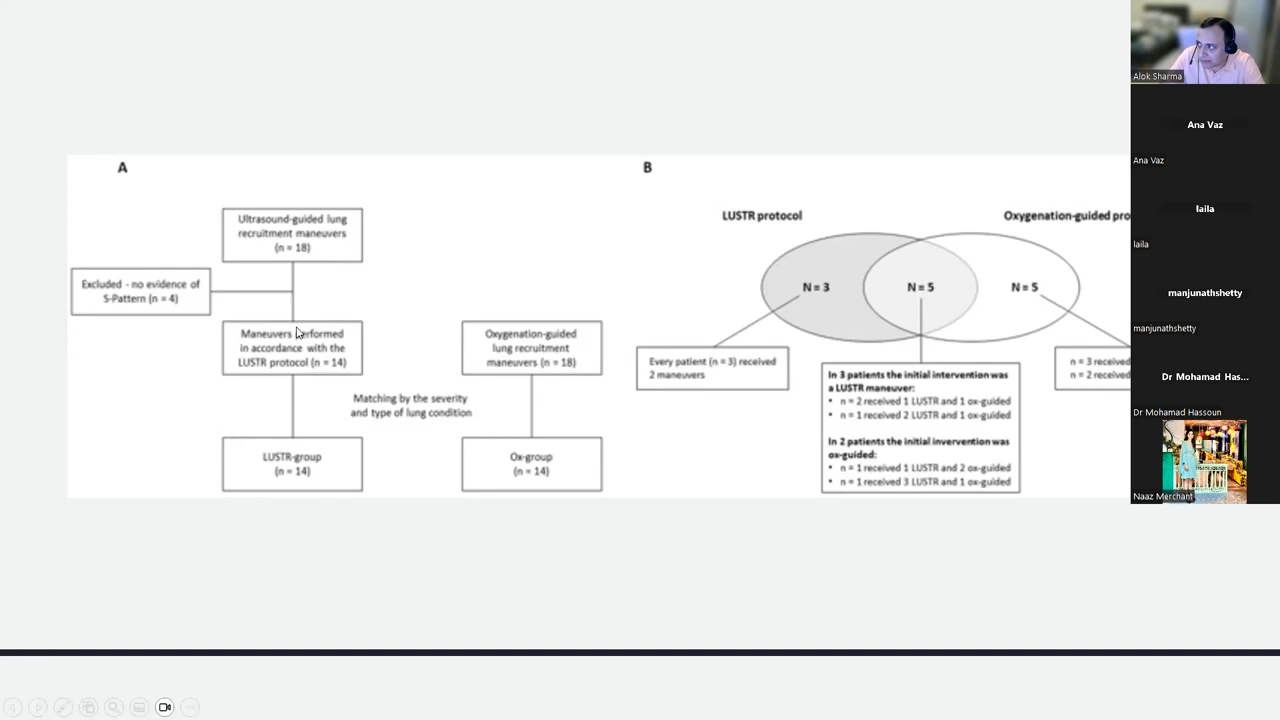 A
Ultrasound-guided lung
recruitment maneuvers
(n = 18)
Excluded - no evidence of
S-Pattern (n = 4)
Maneuvers performed
in accordance with the
LUSTR protocol (n = 14)
Oxygenation-guided
lung recruitment
maneuvers (n = 18)
Matching by the severity
and type of lung condition
LUSTR-group
(n = 14)
Ox-group
(n = 14)
B
LUSTR protocol
Oxygenation-guided pro
N = 3
N = 5
N = 5
Every patient (n = 3) received
2 maneuvers
In 3 patients the initial intervention was
a LUSTR maneuver:
• n = 2 received 1 LUSTR and 1 ox-guided
• n = 1 received 2 LUSTR and 1 ox-guided
In 2 patients the initial invervention was
ox-guided:
• n = 1 received 1 LUSTR and 2 ox-guided
• n = 1 received 3 LUSTR and 1 ox-guided
n = 3 received
n = 2 received
Alok Sharma
Ana Vaz
Ana Vaz
laila
laila
manjunathshetty
manjunathshetty
Dr Mohamad Has...
Dr Mohamad Hassoun
Naaz Merchant